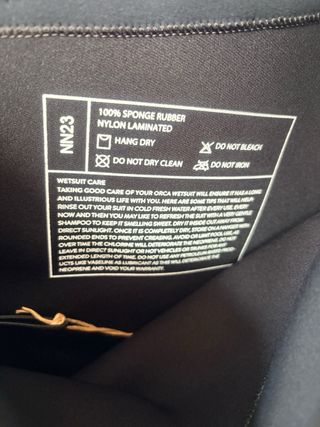 NN23
100% SPONGE RUBBER
NYLON LAMINATED
HANG DRY
DO NOT BLEACH
DO NOT DRY CLEAN
DO NOT IRON
WETSUIT CARE
TAKING GOOD CARE OF YOUR ORCA WETSUIT WILL ENSURE IT HAS A LONG
AND ILLUSTRIOUS LIFE WITH YOU. HERE ARE SOME TIPS THAT WILL HELP:
RINSE OUT YOUR SUIT IN COLD FRESH WATER AFTER EVERY USE. EVERY
NOW AND THEN YOU MAY LIKE TO REFRESH THE SUIT WITH A VERY GENTLE
SHAMPOO TO KEEP IT SMELLING SWEET. DRY IT INSIDE OUT AND OUT OF
DIRECT SUNLIGHT. ONCE IT IS COMPLETELY DRY, STORE ON A HANGER WITH
ROUNDED ENDS TO PREVENT CREASING. AVOID OR LIMIT POOL USE, AS
OVER TIME THE CHLORINE WILL DETERIORATE THE NEOPRENE. DO NOT
LEAVE IN DIRECT SUNLIGHT OR HOT VEHICLES OR TRUNK FOR ANY
EXTENDED LENGTH OF TIME. DO NOT USE ANY PETROLEUM BASED PROD-
UCTS LIKE VASELINE AS LUBRICANT AS THIS WILL DETERIORATE THE
NEOPRENE AND VOID YOUR WARRANTY.